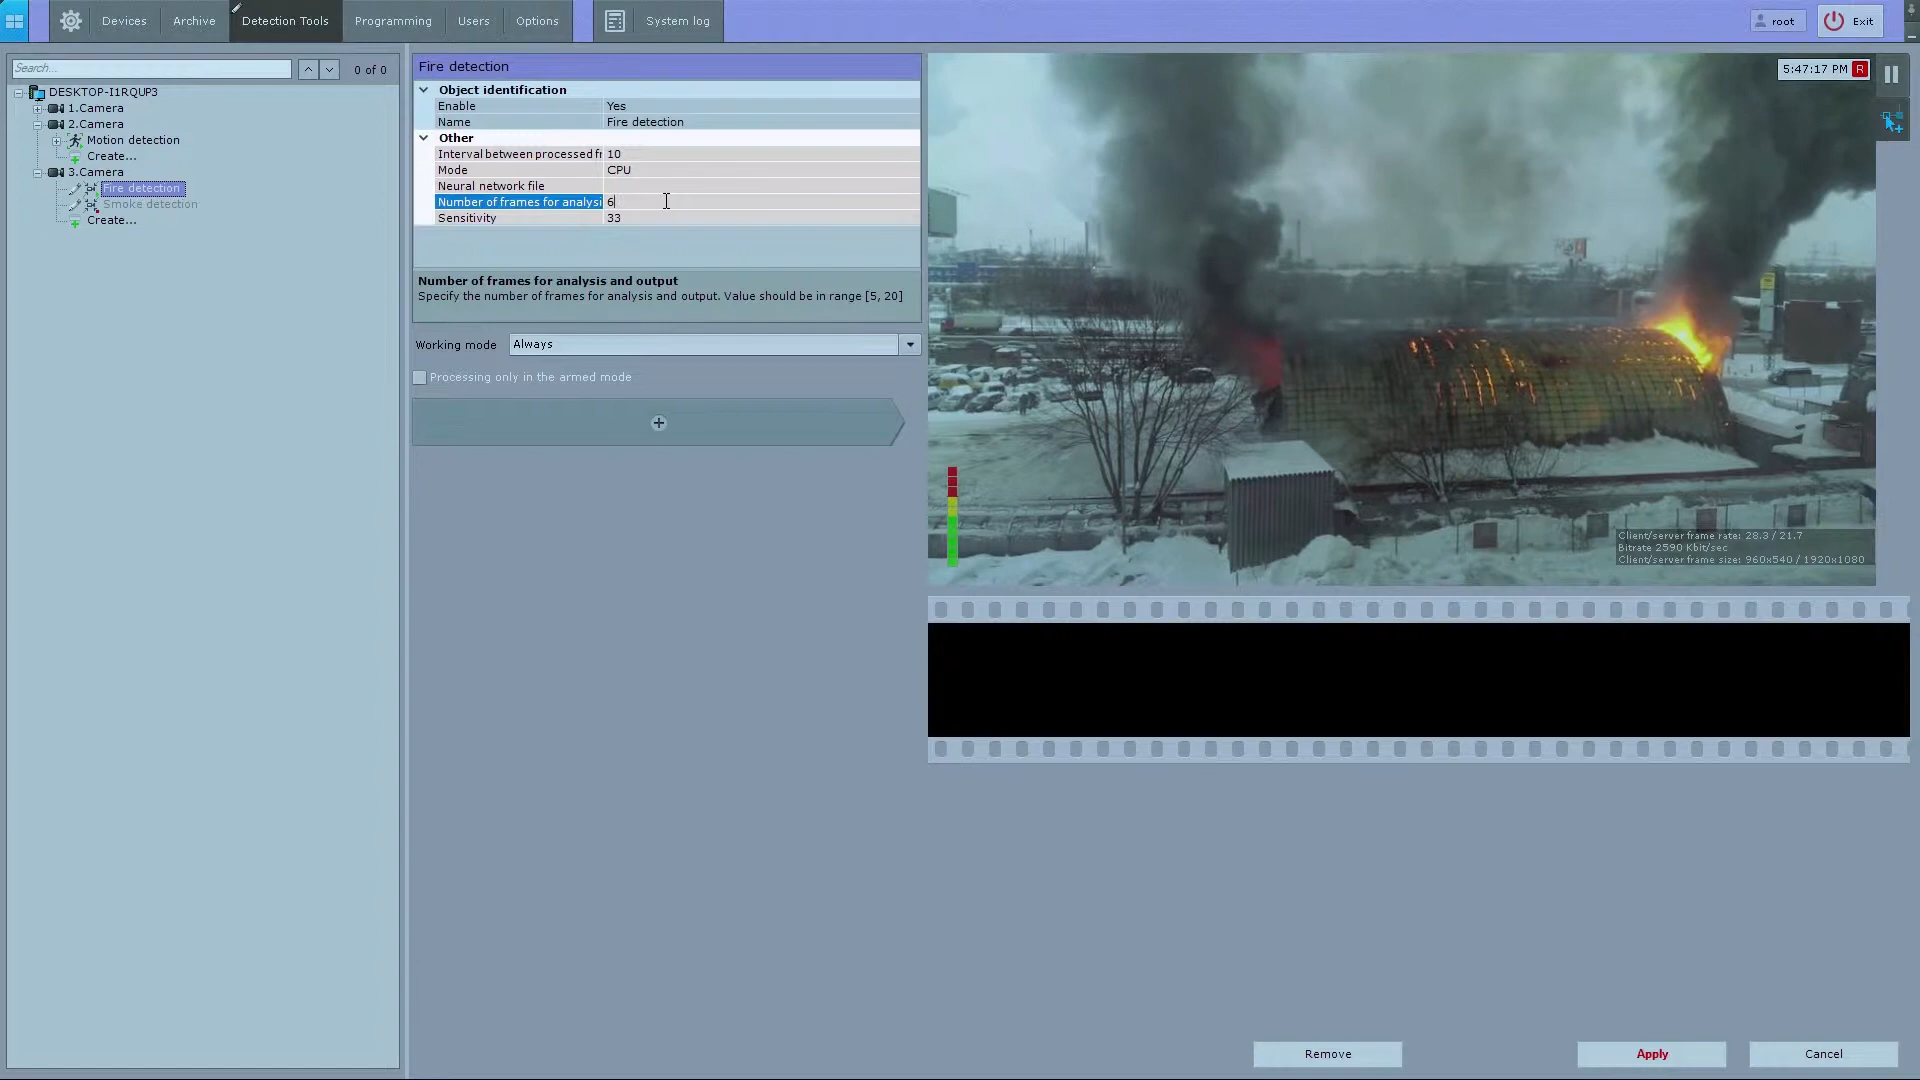 Devices
Archive
Detection Tools
Programming
Users
Options
System log
root
Exit
Search...
0 of 0
DESKTOP-I1RQUP3
1.Camera
2.Camera
Motion detection
Create...
3.Camera
Fire detection
Smoke detection
Create...
Fire detection
Object identification
Enable Yes
Name Fire detection
Other
Interval between processed fr 10
Mode CPU
Neural network file
Number of frames for analysi 6
Sensitivity 33
Number of frames for analysis and output
Specify the number of frames for analysis and output. Value should be in range [5, 20]
Working mode Always
Processing only in the armed mode
5:47:17 PM R
Client/server frame rate: 28.3 / 21.7
Bitrate 2590 Kbit/sec
Client/server frame size: 960x540 / 1920x1080
Remove
Apply
Cancel